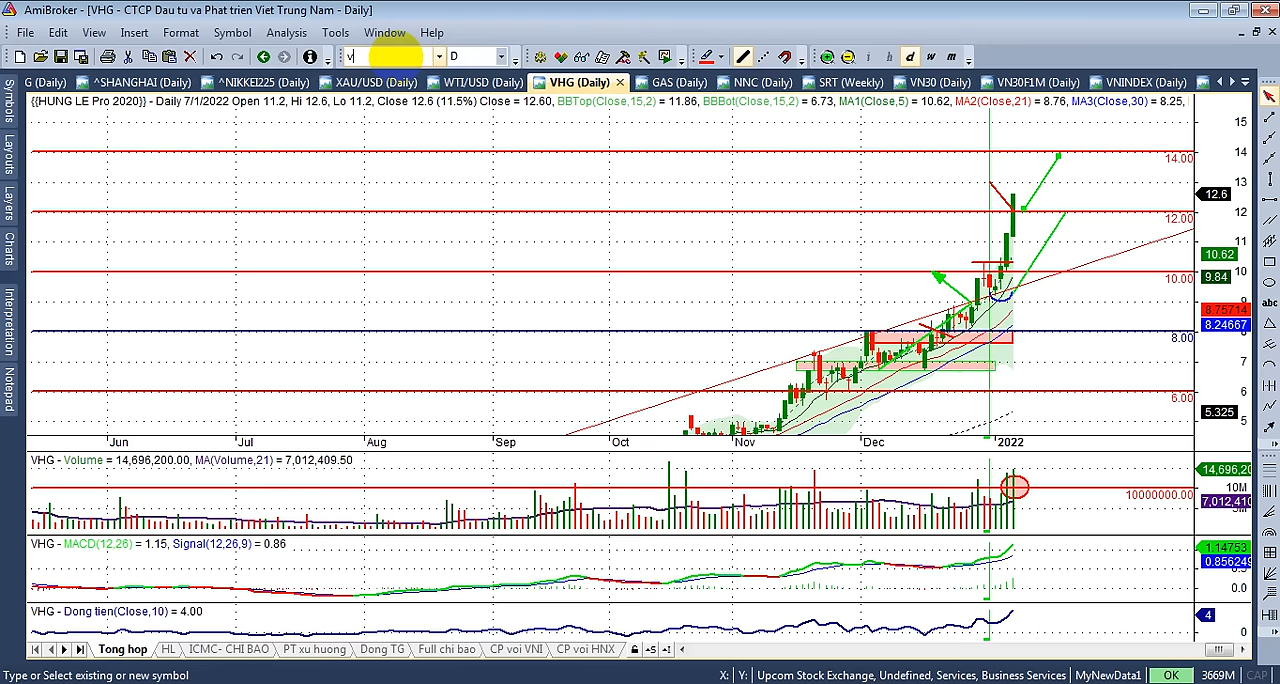 AmiBroker - [VHG - CTCP Dau tu va Phat trien Viet Trung Nam - Daily]
File Edit View Insert Format Symbol Analysis Tools Window Help
v D i h d w m
G (Daily) ^SHANGHAI (Daily) ^NIKKEI225 (Daily) XAU/USD (Daily) WTI/USD (Daily) VHG (Daily) GAS (Daily) NNC (Daily) SRT (Weekly) VN30 (Daily) VN30F1M (Daily) VNINDEX (Daily)
{{HUNG LE Pro 2020}} - Daily 7/1/2022 Open 11.2, Hi 12.6, Lo 11.2, Close 12.6 (11.5%) Close = 12.60, BBTop(Close,15,2) = 11.86, BBBot(Close,15,2) = 6.73, MA1(Close,5) = 10.62, MA2(Close,21) = 8.76, MA3(Close,30) = 8.25,
Symbols
Layouts
Layers
Charts
Interpretation
Notepad
abc
15
14
14.00
13
12.6
12
12.00
11
10.62
10
10.00
9.84
9
8.75714
8.24667
8.00
7
6
6.00
5.325
5
Jun Jul Aug Sep Oct Nov Dec 2022
VHG - Volume = 14,696,200.00, MA(Volume,21) = 7,012,409.50
14,696,20
10M
10000000.00
7,012,410
VHG - MACD(12,26) = 1.15, Signal(12,26,9) = 0.86
1.14753
0.856249
0.0
VHG - Dong tien(Close,10) = 4.00
4
0
Tong hop HL ICMC- CHI BAO PT xu huong Dong TG Full chi bao CP voi VNI CP voi HNX
Type or Select existing or new symbol X: Y: Upcom Stock Exchange, Undefined, Services, Business Services MyNewData1 OK 3669M CAP